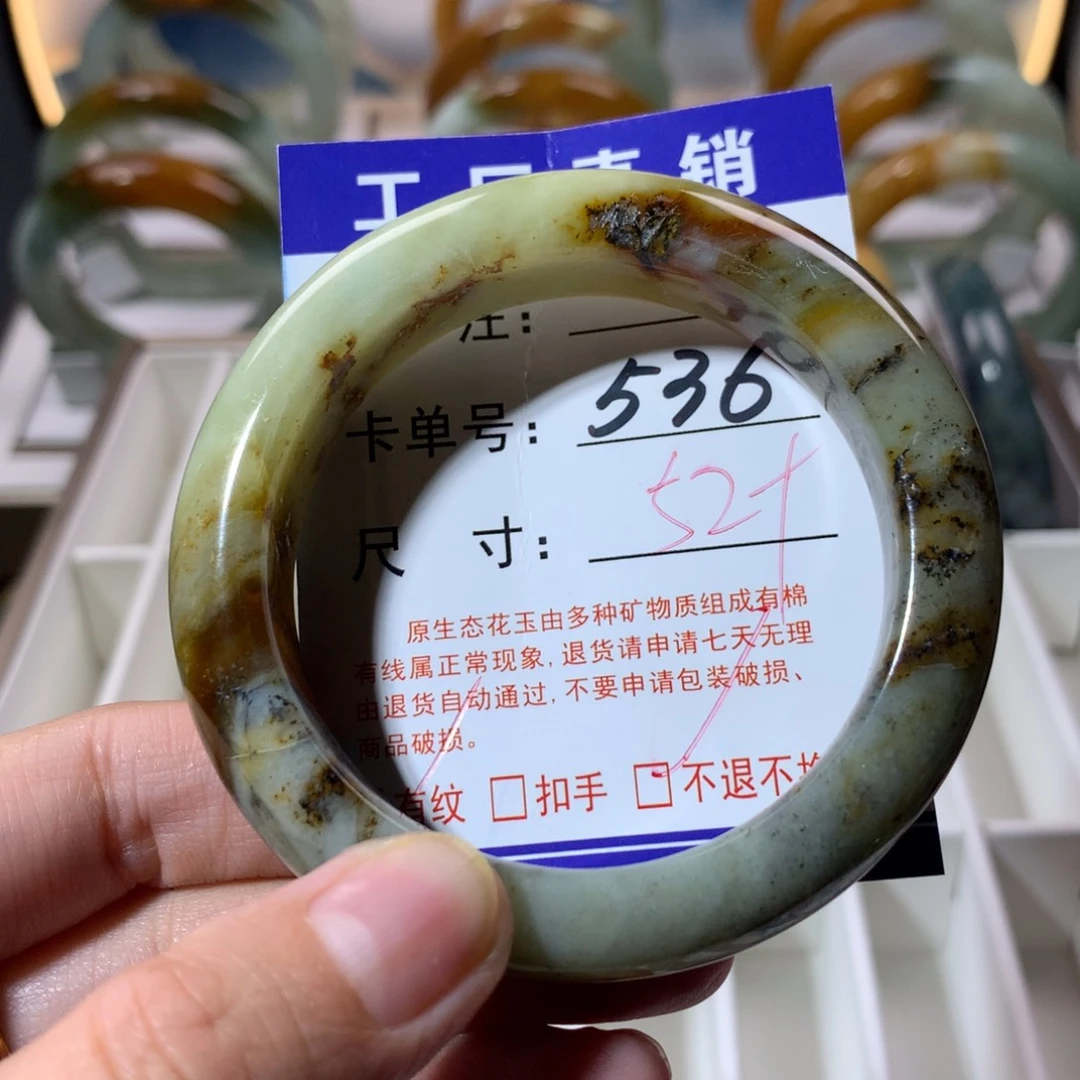 工厂直销
注:
卡单号: 536
尺 寸: 52+
原生态花玉由多种矿物质组成有棉
有线属正常现象,退货请申请七天无理
由退货自动通过,不要申请包装破损、
商品破损。
有纹 □扣手 □不退不换